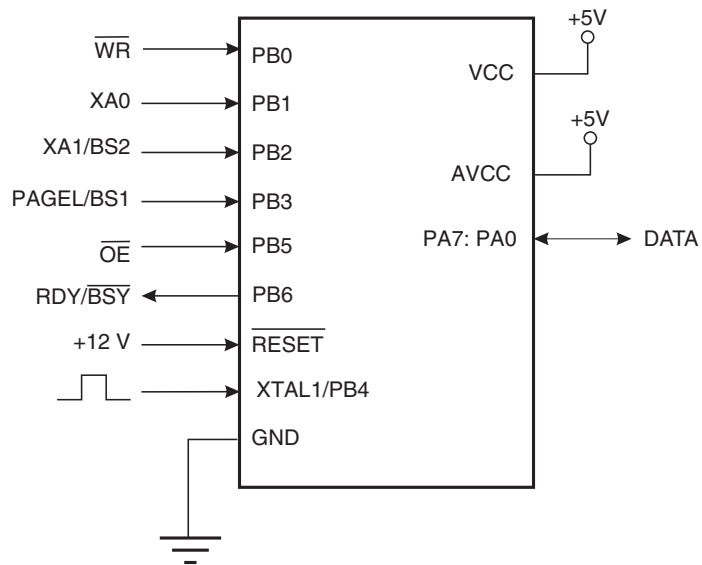 +5V
WR PB0
VCC
XA0 PB1
+5V
XA1/BS2 PB2
AVCC
PAGEL/BS1 PB3
OE PB5 PA7: PA0 DATA
RDY/BSY PB6
+12 V RESET
XTAL1/PB4
GND